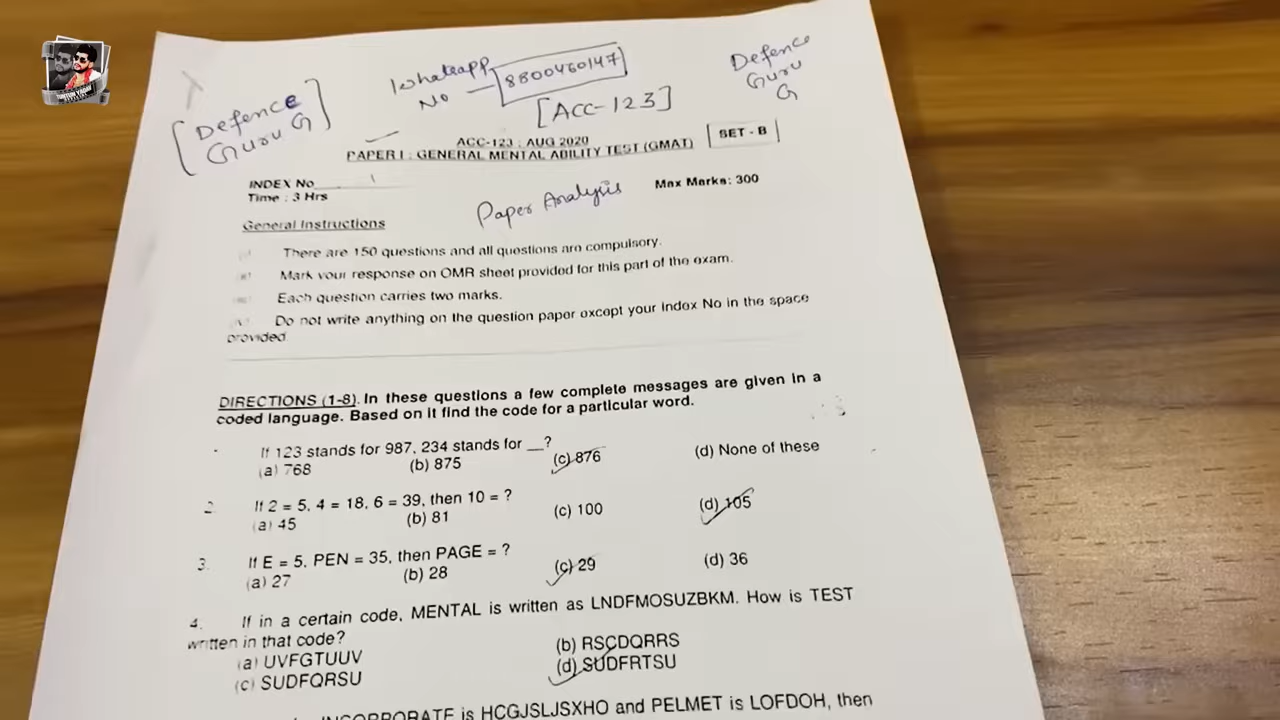 Whatsapp
No — 8800460147
[Defence
Guru G]
Defence
Guru
G
[ACC-123]
ACC-123 : AUG 2020
PAPER I : GENERAL MENTAL ABILITY TEST (GMAT)
SET - B
INDEX No
Time : 3 Hrs
Max Marks: 300
Paper Analysis
General Instructions
There are 150 questions and all questions are compulsory.
Mark your response on OMR sheet provided for this part of the exam.
Each question carries two marks.
Do not write anything on the question paper except your Index No in the space
provided
DIRECTIONS (1-8). In these questions a few complete messages are given in a
coded language. Based on it find the code for a particular word.
If 123 stands for 987, 234 stands for __?
(a) 768 (b) 875 (c) 876 (d) None of these
2. If 2 = 5, 4 = 18, 6 = 39, then 10 = ?
(a) 45 (b) 81 (c) 100 (d) 105
3. If E = 5, PEN = 35, then PAGE = ?
(a) 27 (b) 28 (c) 29 (d) 36
4. If in a certain code, MENTAL is written as LNDFMOSUZBKM. How is TEST
written in that code?
(a) UVFGTUUV (b) RSCDQRRS
(c) SUDFQRSU (d) SUDFRTSU
INCORPORATE is HCGJSLJSXHO and PELMET is LOFDOH, then